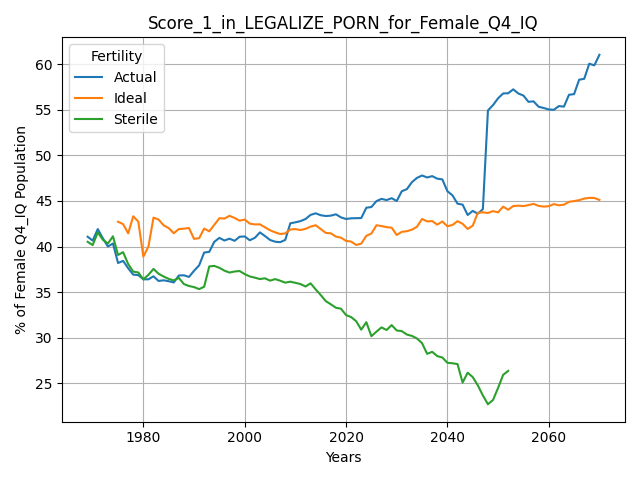 Score_1_in_LEGALIZE_PORN_for_Female_Q4_IQ
% of Female Q4_IQ Population
60
55
50
45
40
35
30
25
Fertility
Actual
Ideal
Sterile
1980
2000
2020
2040
2060
Years